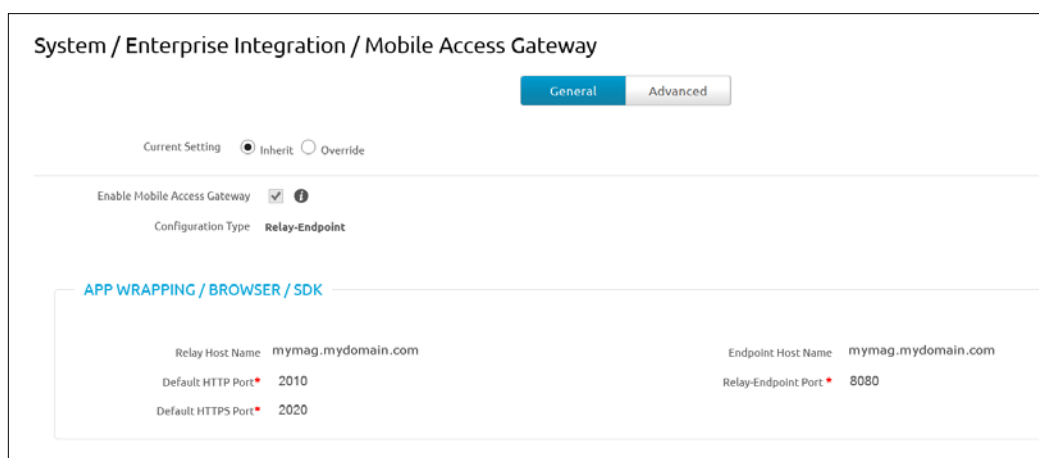 System / Enterprise Integration / Mobile Access Gateway
General Advanced
Current Setting Inherit Override
Enable Mobile Access Gateway
Configuration Type Relay-Endpoint
APP WRAPPING / BROWSER / SDK
Relay Host Name mymag.mydomain.com Endpoint Host Name mymag.mydomain.com
Default HTTP Port* 2010 Relay-Endpoint Port * 8080
Default HTTPS Port* 2020